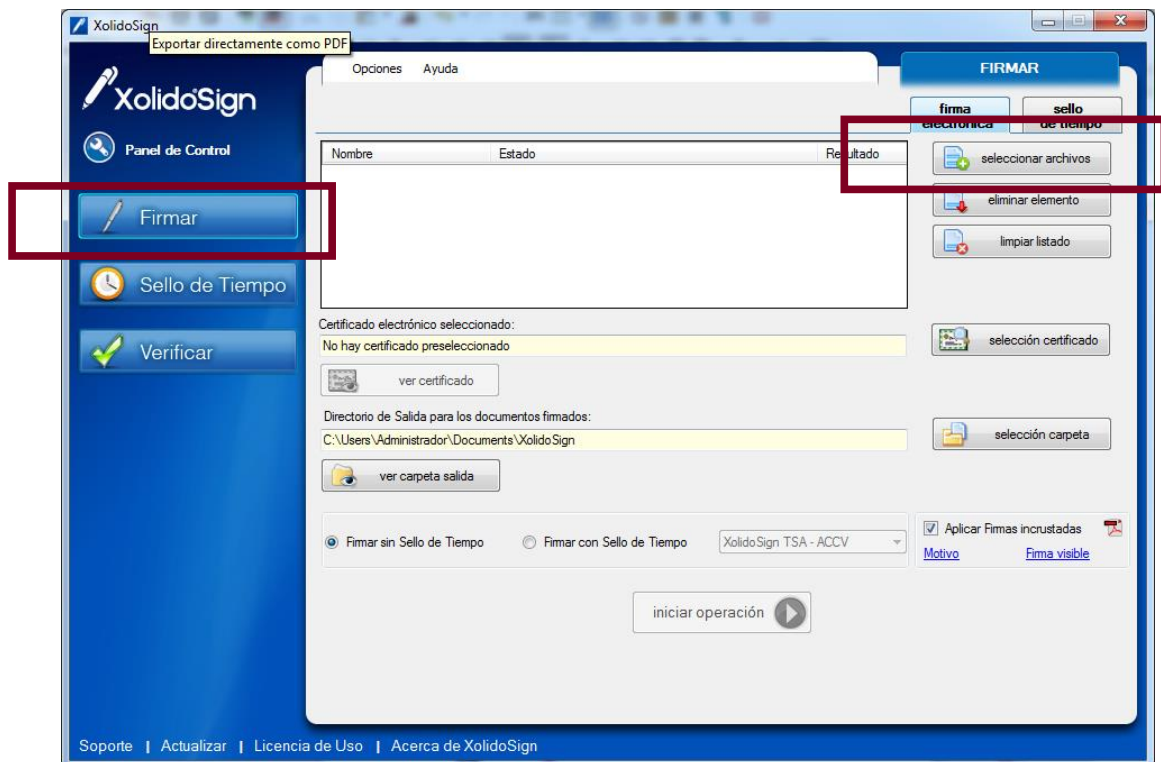 XolidoSign
Exportar directamente como PDF
Opciones Ayuda
FIRMAR
XolidoSign
firma electrónica
sello de tiempo
Panel de Control
Nombre Estado Resultado
seleccionar archivos
Firmar
eliminar elemento
limpiar listado
Sello de Tiempo
Certificado electrónico seleccionado:
No hay certificado preseleccionado
selección certificado
Verificar
ver certificado
Directorio de Salida para los documentos firmados:
C:\Users\Administrador\Documents\XolidoSign
selección carpeta
ver carpeta salida
Firmar sin Sello de Tiempo Firmar con Sello de Tiempo XolidoSign TSA - ACCV
Aplicar Firmas incrustadas
Motivo Firma visible
iniciar operación
Soporte | Actualizar | Licencia de Uso | Acerca de XolidoSign